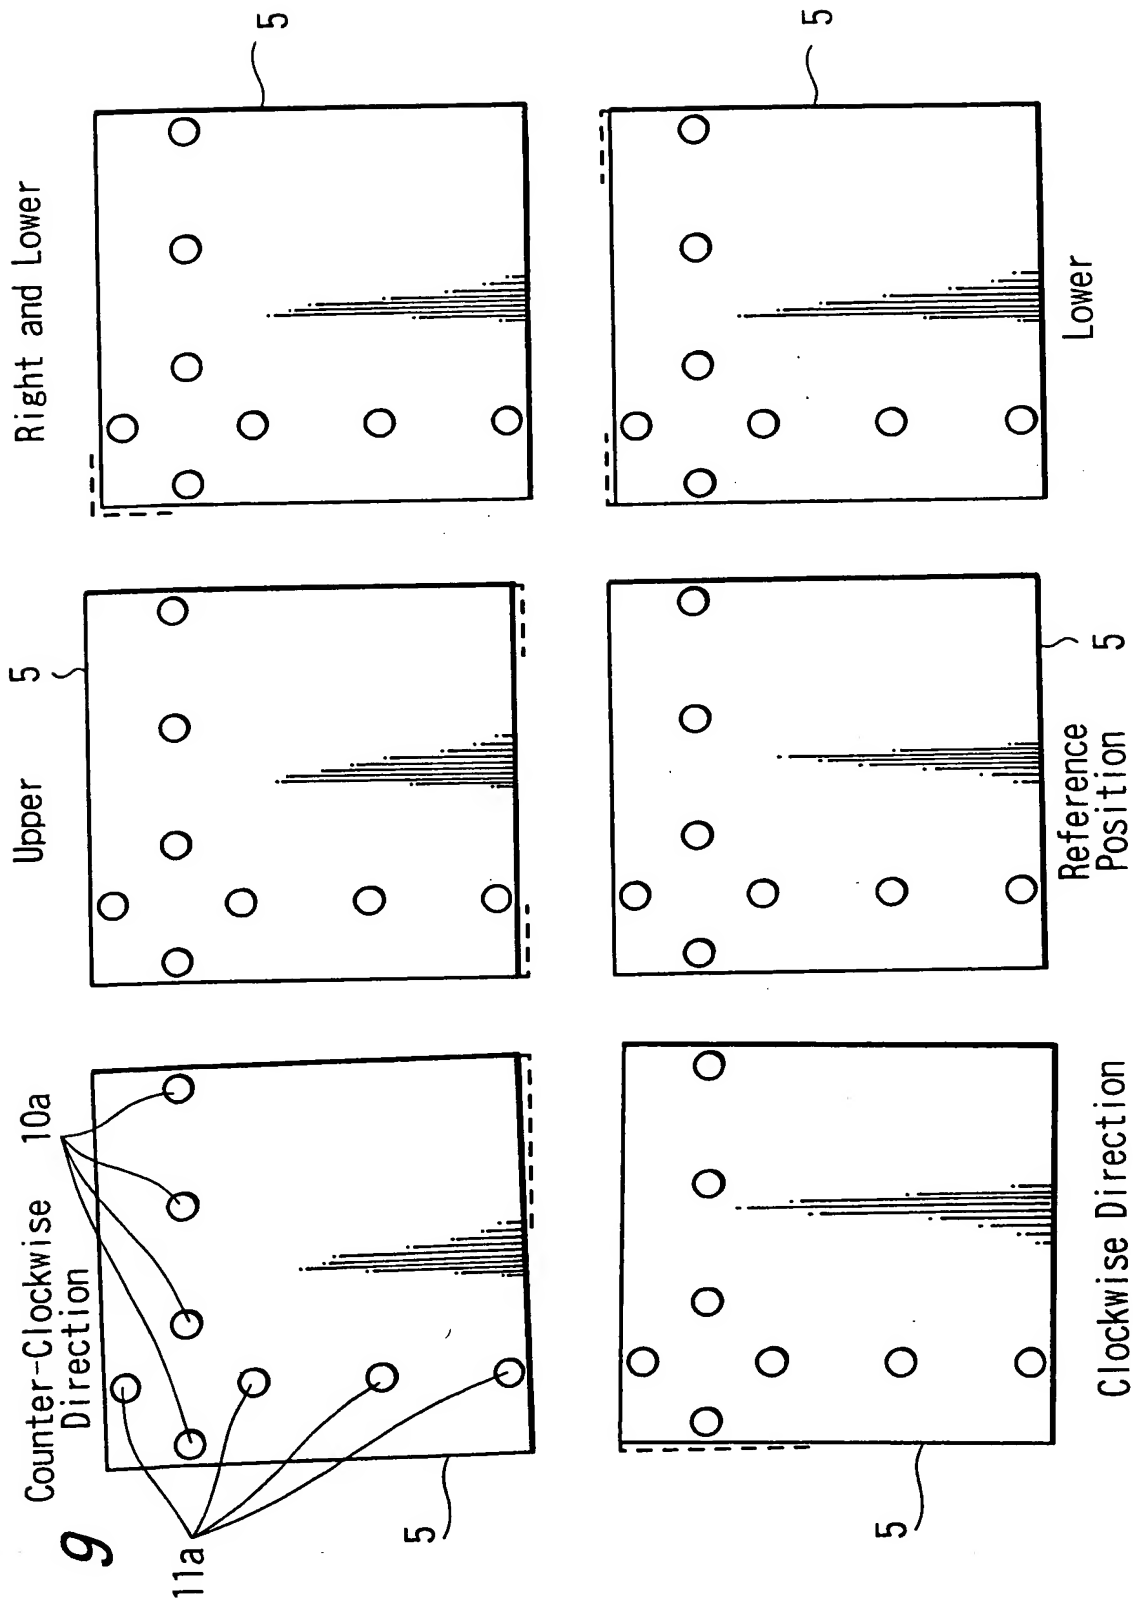 9
Counter-Clockwise
Direction
10a
11a
5
Upper
5
Right and Lower
5
Clockwise Direction
5
Reference
Position
5
Lower
5